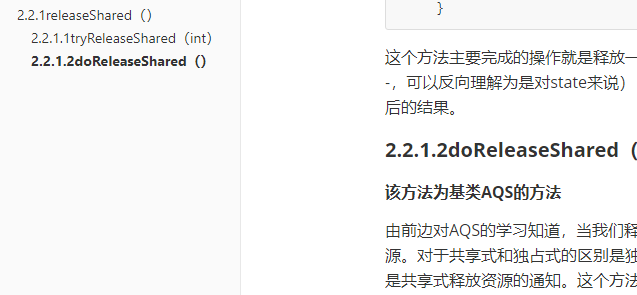 2.2.1releaseShared（）
2.2.1.1tryReleaseShared（int）
2.2.1.2doReleaseShared（）
}
这个方法主要完成的操作就是释放一
-，可以反向理解为是对state来说）
后的结果。
2.2.1.2doReleaseShared（
该方法为基类AQS的方法
由前边对AQS的学习知道，当我们释
源。对于共享式和独占式的区别是独
是共享式释放资源的通知。这个方法